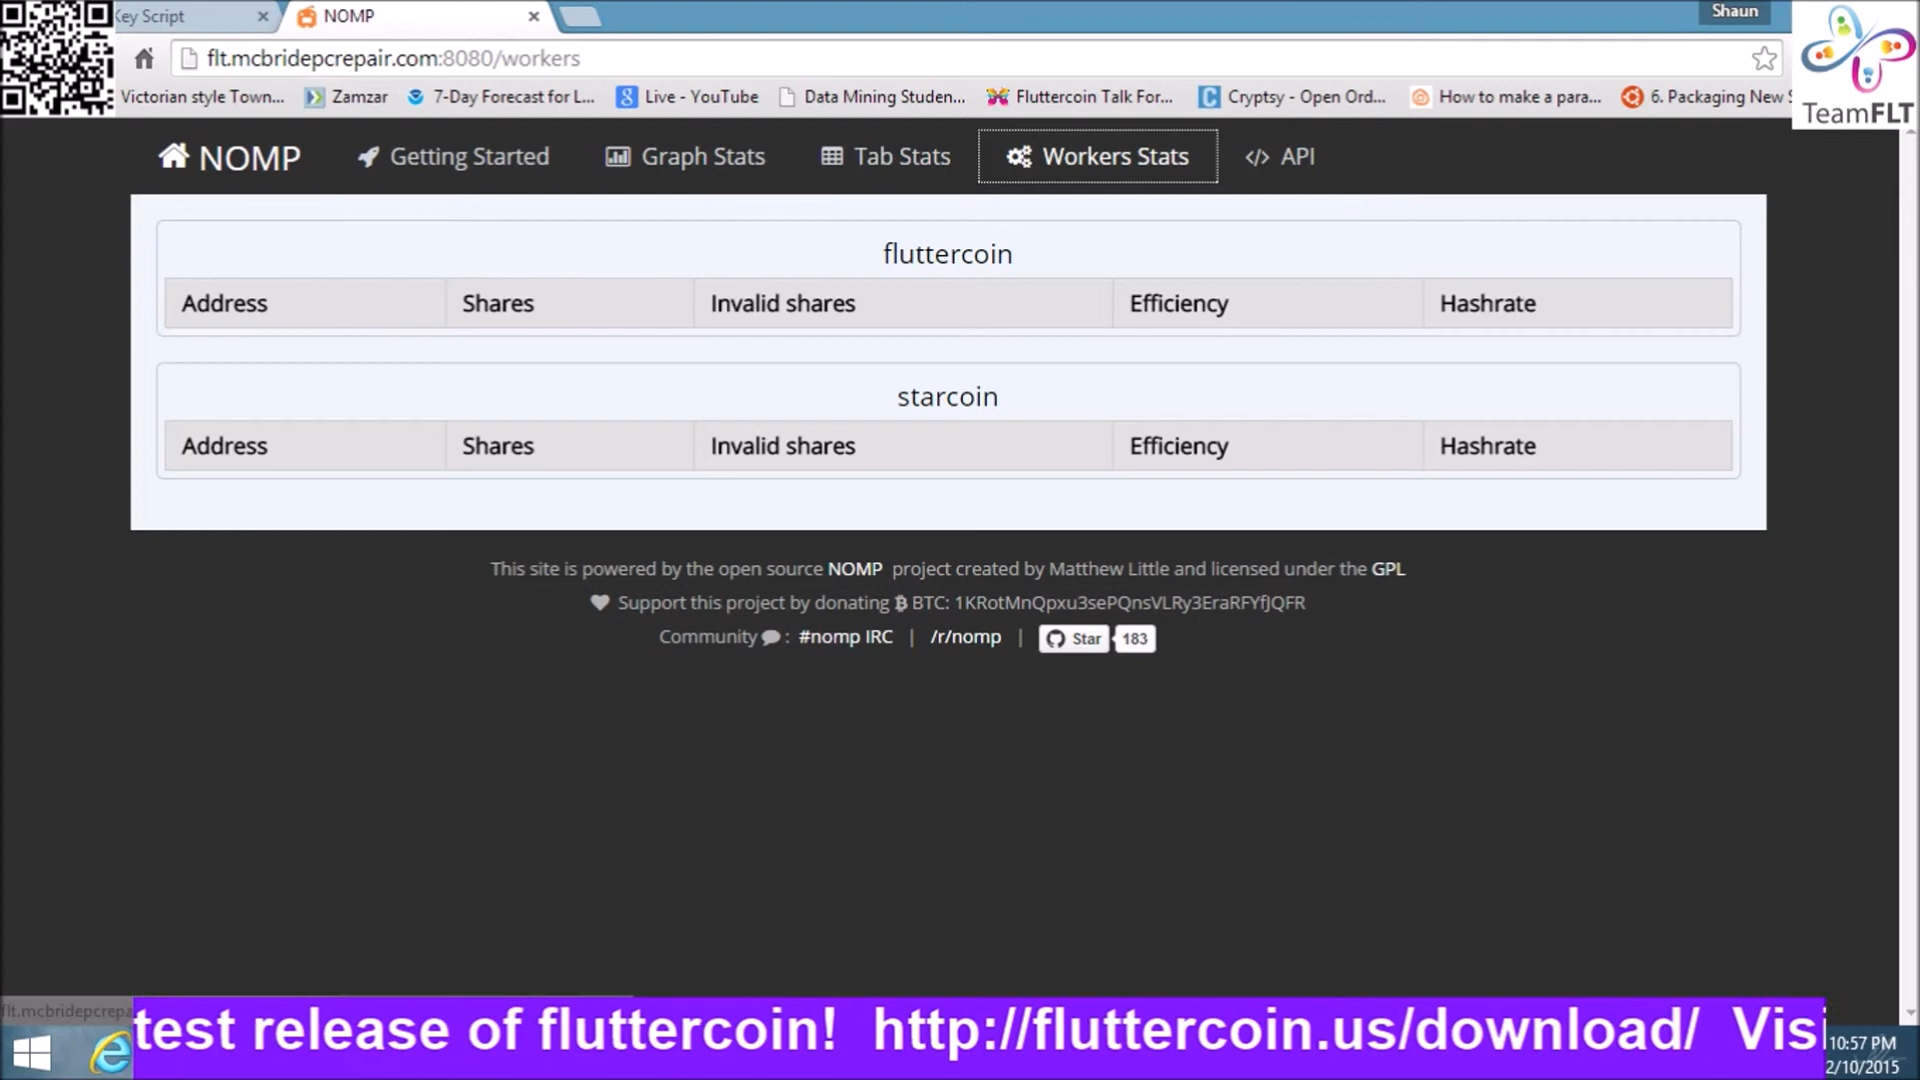 Key Script
NOMP
Shaun
flt.mcbridepcrepair.com:8080/workers
Victorian style Town...
Zamzar
7-Day Forecast for L...
Live - YouTube
Data Mining Studen...
Fluttercoin Talk For...
Cryptsy - Open Ord...
How to make a para...
6. Packaging New S
TeamFLT
NOMP
Getting Started
Graph Stats
Tab Stats
Workers Stats
</> API
fluttercoin
Address Shares Invalid shares Efficiency Hashrate
starcoin
Address Shares Invalid shares Efficiency Hashrate
This site is powered by the open source NOMP project created by Matthew Little and licensed under the GPL
Support this project by donating BTC: 1KRotMnQpxu3sePQnsVLRy3EraRFYfJQFR
Community : #nomp IRC | /r/nomp | Star 183
flt.mcbridepcrepa
test release of fluttercoin! http://fluttercoin.us/download/ Visi
10:57 PM
2/10/2015